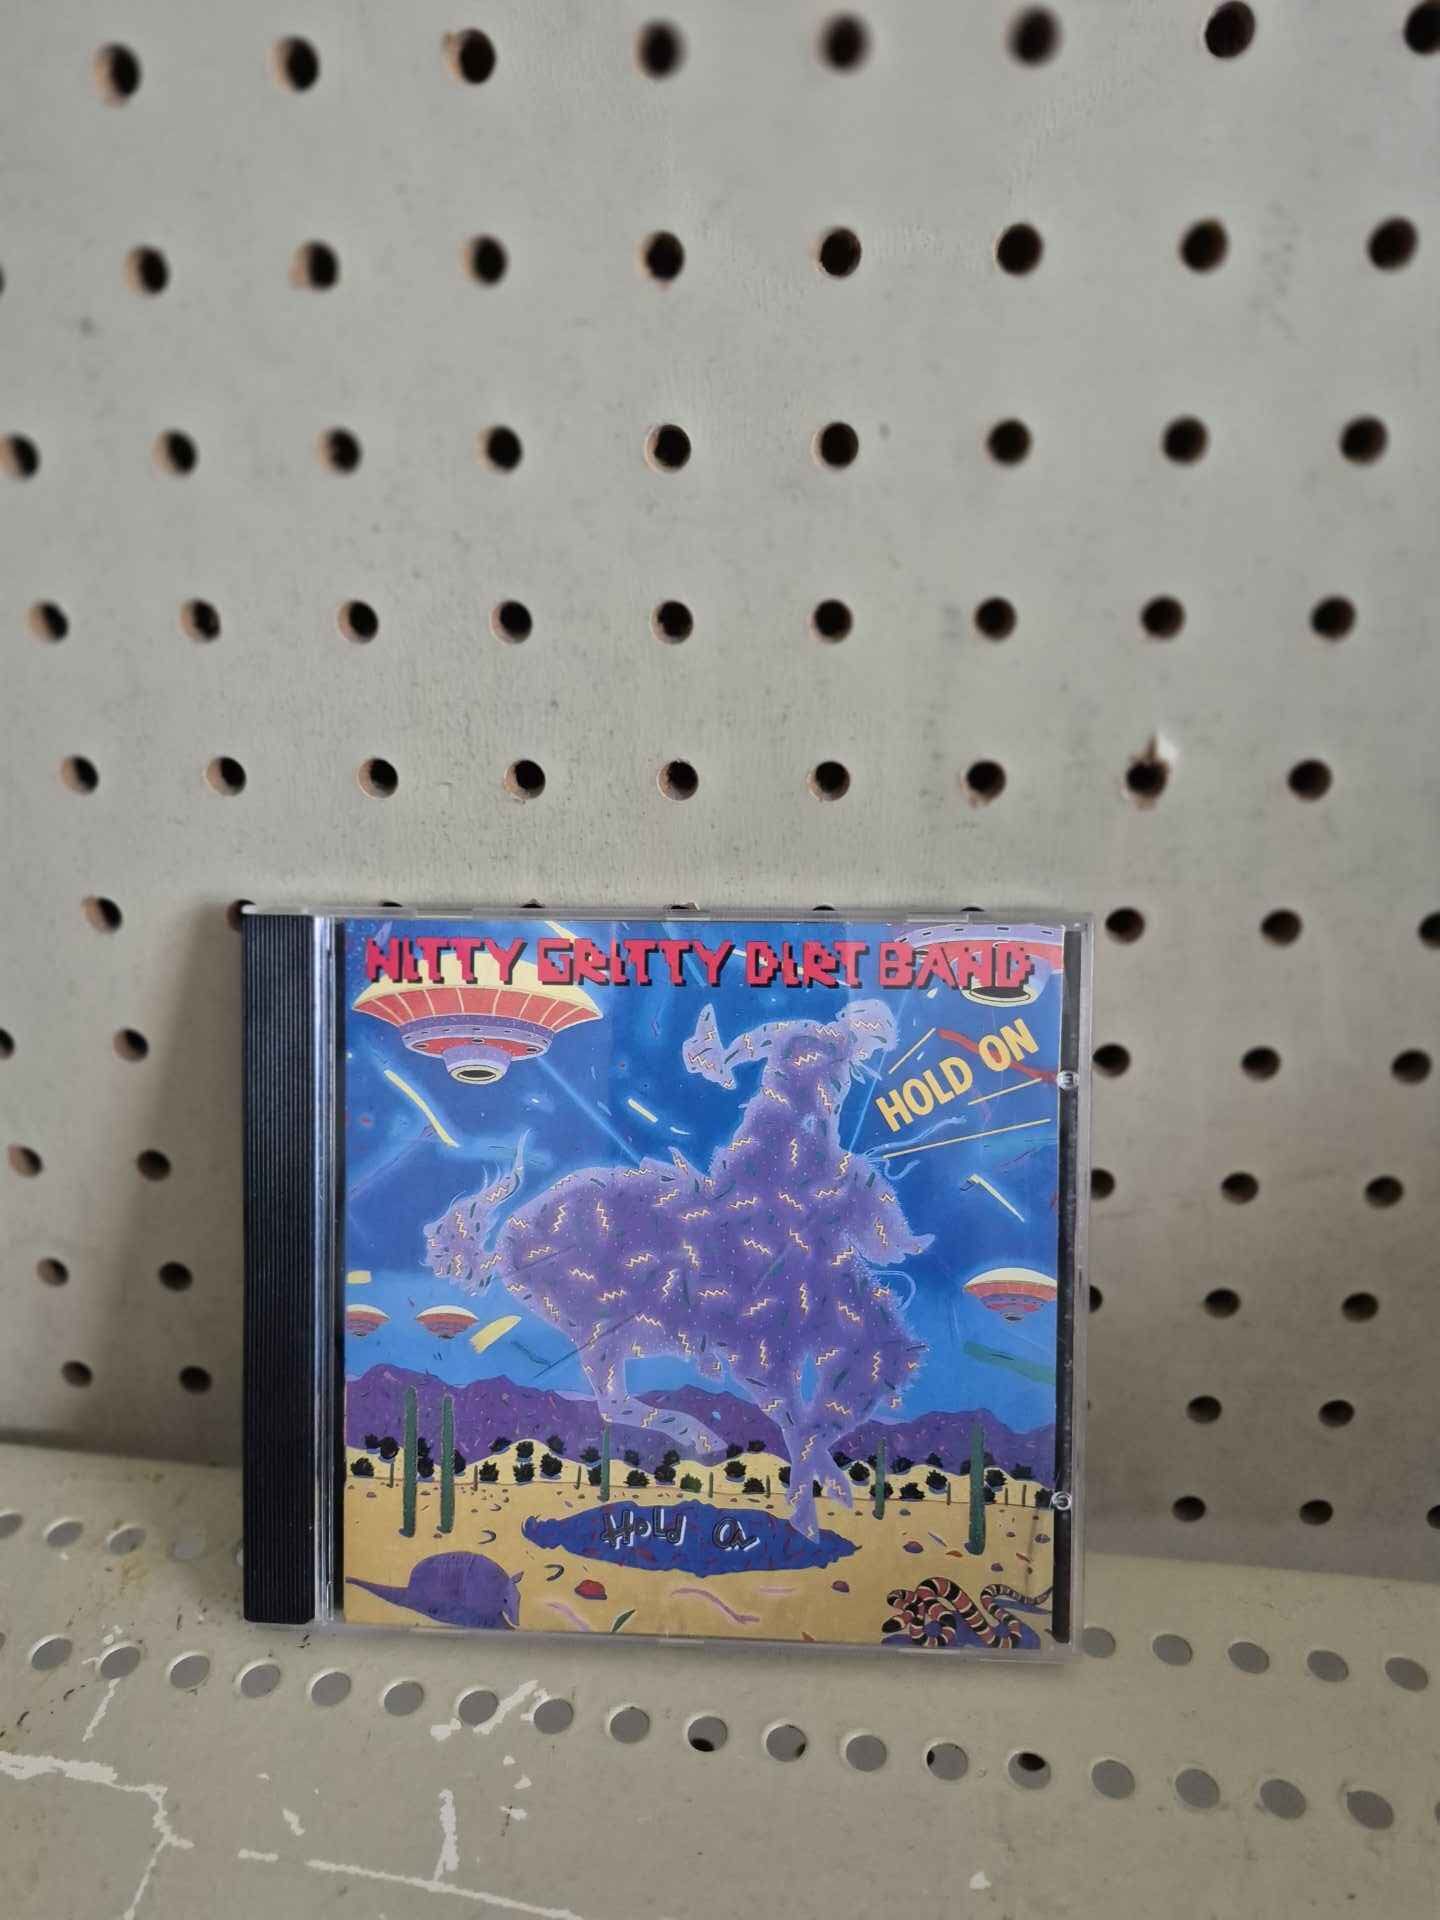 NITTY GRITTY DIRT BAND
HOLD ON
Hold On